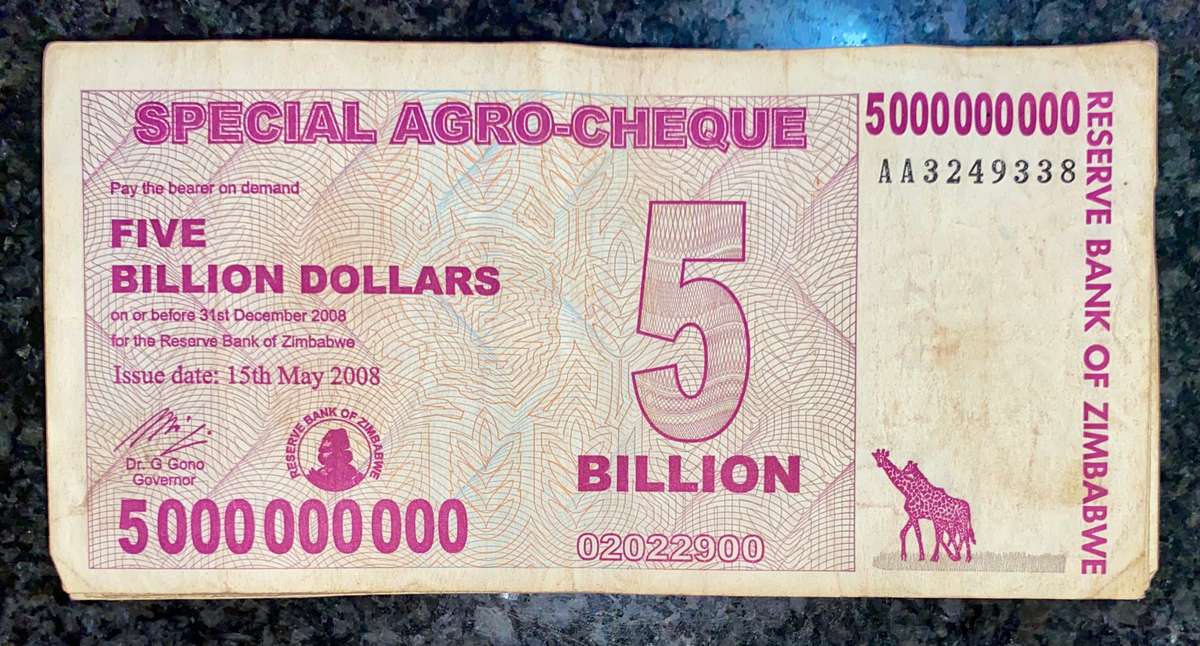 SPECIAL AGRO-CHEQUE
Pay the bearer on demand
FIVE
BILLION DOLLARS
on or before 31st December 2008
for the Reserve Bank of Zimbabwe
Issue date: 15th May 2008
Dr. G Gono
Governor
RESERVE BANK OF ZIMBABWE
5000000000
5
BILLION
02022900
5000000000
AA3249338
RESERVE BANK OF ZIMBABWE